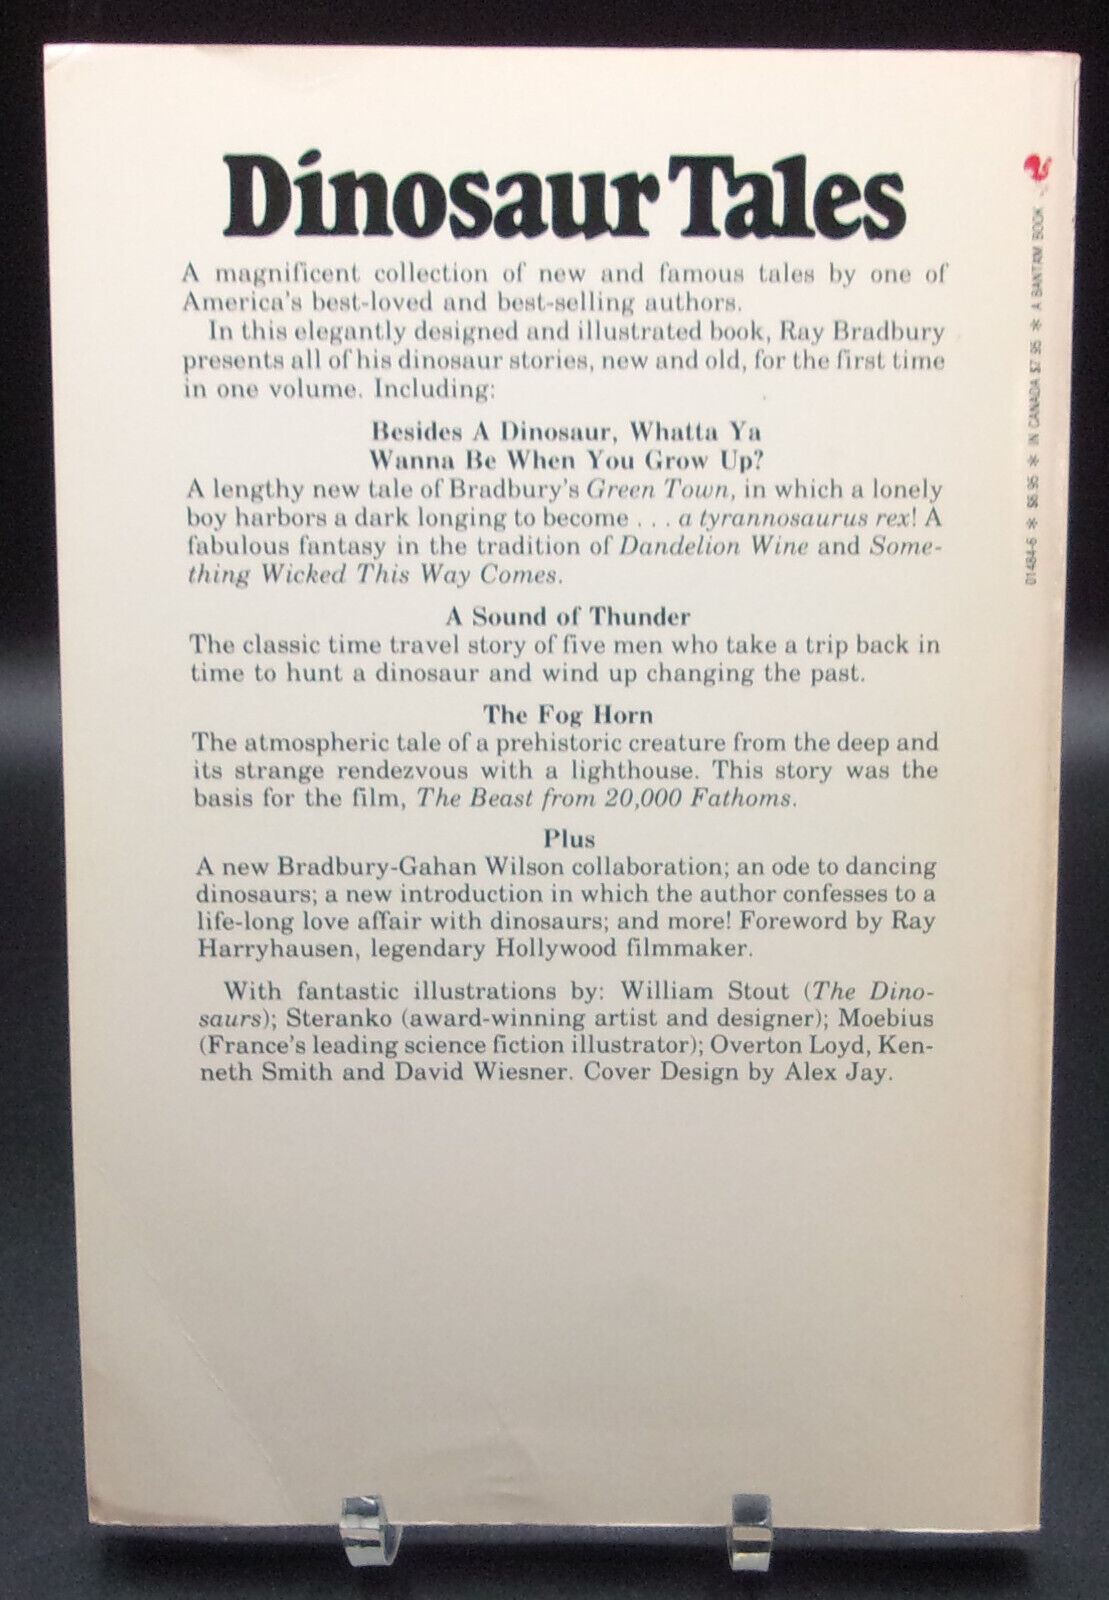 Dinosaur Tales
A magnificent collection of new and famous tales by one of
America's best-loved and best-selling authors.
In this elegantly designed and illustrated book, Ray Bradbury
presents all of his dinosaur stories, new and old, for the first time
in one volume. Including:
Besides A Dinosaur, Whatta Ya
Wanna Be When You Grow Up?
A lengthy new tale of Bradbury's Green Town, in which a lonely
boy harbors a dark longing to become . . . a tyrannosaurus rex! A
fabulous fantasy in the tradition of Dandelion Wine and Some-
thing Wicked This Way Comes.
A Sound of Thunder
The classic time travel story of five men who take a trip back in
time to hunt a dinosaur and wind up changing the past.
The Fog Horn
The atmospheric tale of a prehistoric creature from the deep and
its strange rendezvous with a lighthouse. This story was the
basis for the film, The Beast from 20,000 Fathoms.
Plus
A new Bradbury-Gahan Wilson collaboration; an ode to dancing
dinosaurs; a new introduction in which the author confesses to a
life-long love affair with dinosaurs; and more! Foreword by Ray
Harryhausen, legendary Hollywood filmmaker.
With fantastic illustrations by: William Stout (The Dino-
saurs); Steranko (award-winning artist and designer); Moebius
(France's leading science fiction illustrator); Overton Loyd, Ken-
neth Smith and David Wiesner. Cover Design by Alex Jay.
01484-6 * $6.95 * IN CANADA $7.95 * A BANTAM BOOK